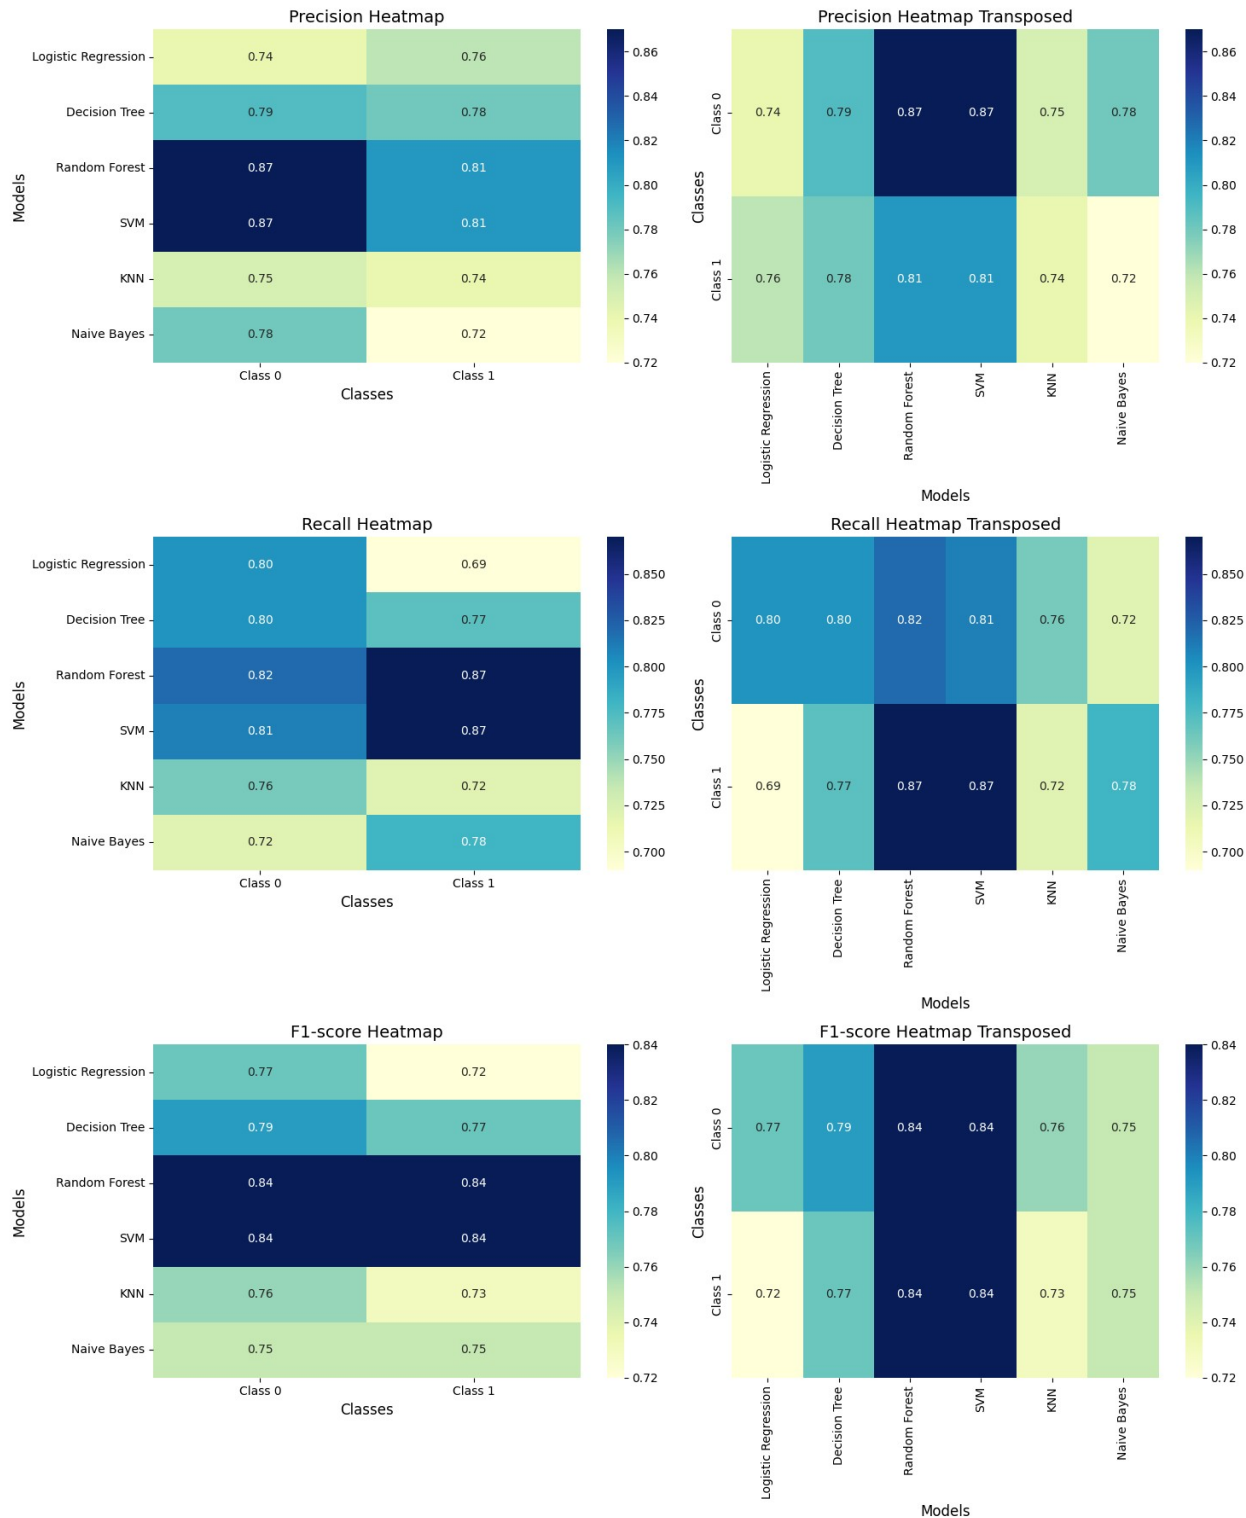 Precision Heatmap
Models
Logistic Regression 0.74 0.76
Decision Tree 0.79 0.78
Random Forest 0.87 0.81
SVM 0.87 0.81
KNN 0.75 0.74
Naive Bayes 0.78 0.72
Class 0 Class 1
Classes
0.86
0.84
0.82
0.80
0.78
0.76
0.74
0.72
Precision Heatmap Transposed
Classes
Class 0 0.74 0.79 0.87 0.87 0.75 0.78
Class 1 0.76 0.78 0.81 0.81 0.74 0.72
Logistic Regression
Decision Tree
Random Forest
SVM
KNN
Naive Bayes
Models
0.86
0.84
0.82
0.80
0.78
0.76
0.74
0.72
Recall Heatmap
Models
Logistic Regression 0.80 0.69
Decision Tree 0.80 0.77
Random Forest 0.82 0.87
SVM 0.81 0.87
KNN 0.76 0.72
Naive Bayes 0.72 0.78
Class 0 Class 1
Classes
0.850
0.825
0.800
0.775
0.750
0.725
0.700
Recall Heatmap Transposed
Classes
Class 0 0.80 0.80 0.82 0.81 0.76 0.72
Class 1 0.69 0.77 0.87 0.87 0.72 0.78
Logistic Regression
Decision Tree
Random Forest
SVM
KNN
Naive Bayes
Models
0.850
0.825
0.800
0.775
0.750
0.725
0.700
F1-score Heatmap
Models
Logistic Regression 0.77 0.72
Decision Tree 0.79 0.77
Random Forest 0.84 0.84
SVM 0.84 0.84
KNN 0.76 0.73
Naive Bayes 0.75 0.75
Class 0 Class 1
Classes
0.84
0.82
0.80
0.78
0.76
0.74
0.72
F1-score Heatmap Transposed
Classes
Class 0 0.77 0.79 0.84 0.84 0.76 0.75
Class 1 0.72 0.77 0.84 0.84 0.73 0.75
Logistic Regression
Decision Tree
Random Forest
SVM
KNN
Naive Bayes
Models
0.84
0.82
0.80
0.78
0.76
0.74
0.72